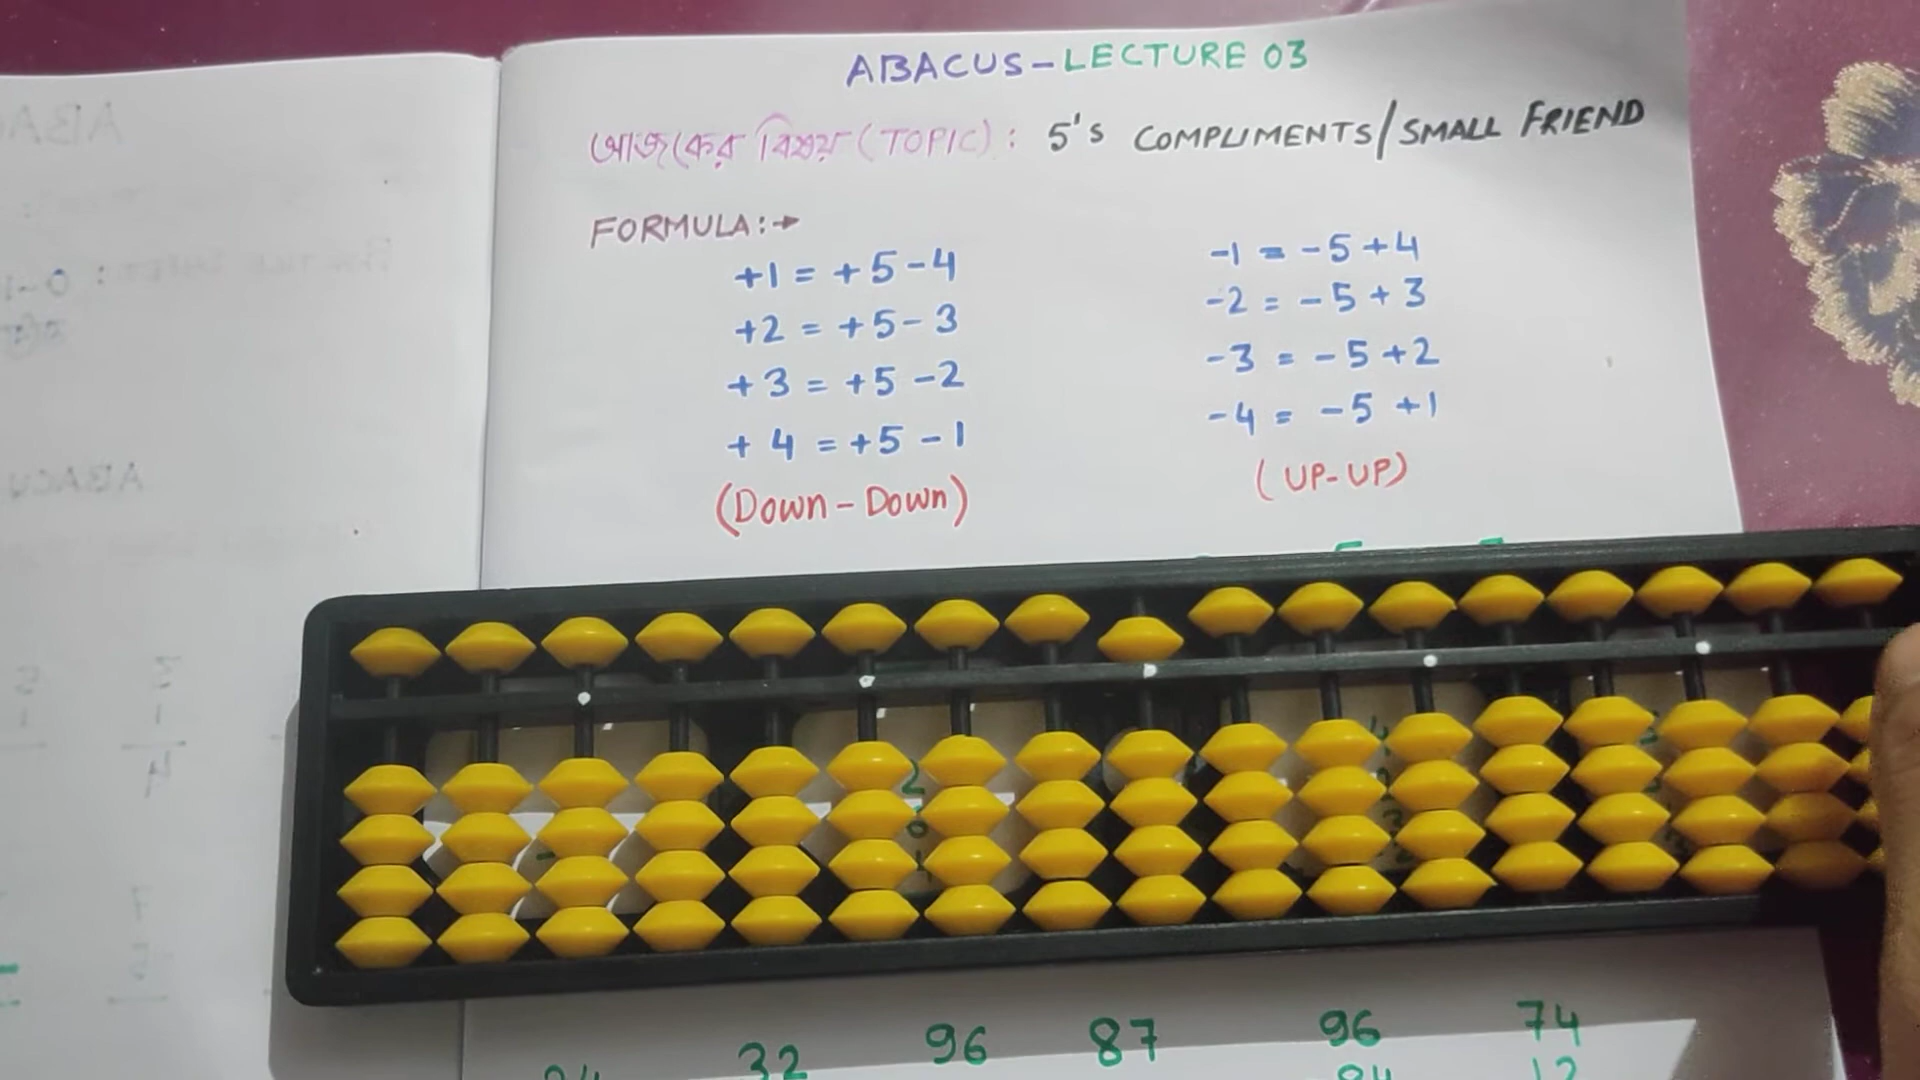 ABACUS-LECTURE 03
আজকের বিষয় (TOPIC): 5's COMPLIMENTS/SMALL FRIEND
FORMULA:→
+1 = +5-4
+2 = +5-3
+3 = +5-2
+4 = +5-1
(Down-Down)
-1 = -5+4
-2 = -5+3
-3 = -5+2
-4 = -5+1
(UP-UP)
32 96 87 96 74
12